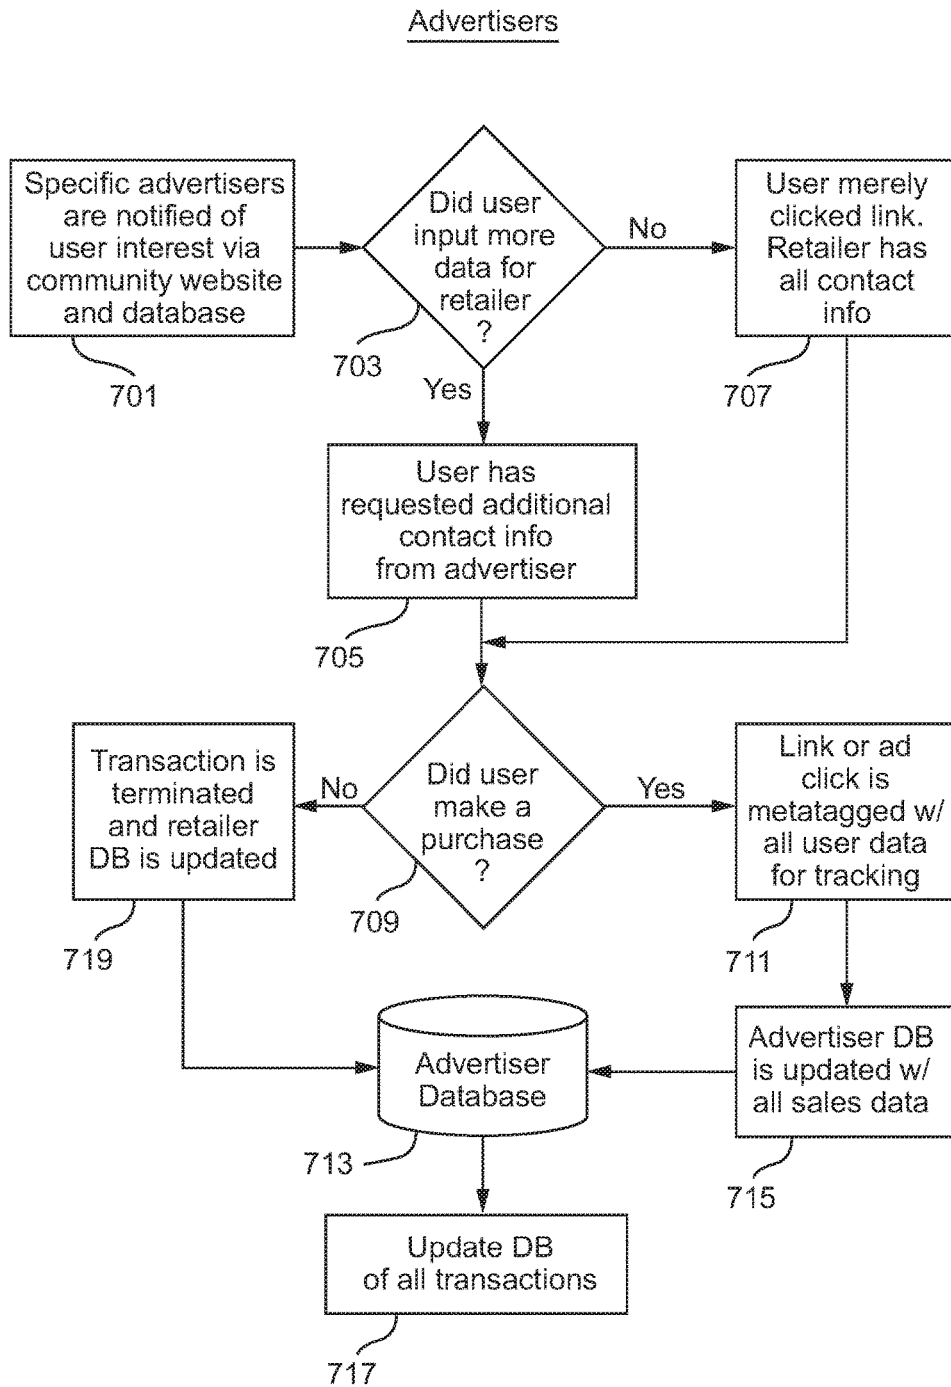 Advertisers
Specific advertisers
are notified of
user interest via
community website
and database
701
Did user
input more
data for
retailer
?
703
No
User merely
clicked link.
Retailer has
all contact
info
707
Yes
User has
requested additional
contact info
from advertiser
705
Transaction is
terminated
and retailer
DB is updated
719
No
Did user
make a
purchase
?
709
Yes
Link or ad
click is
metatagged w/
all user data
for tracking
711
Advertiser
Database
713
Advertiser DB
is updated w/
all sales data
715
Update DB
of all transactions
717